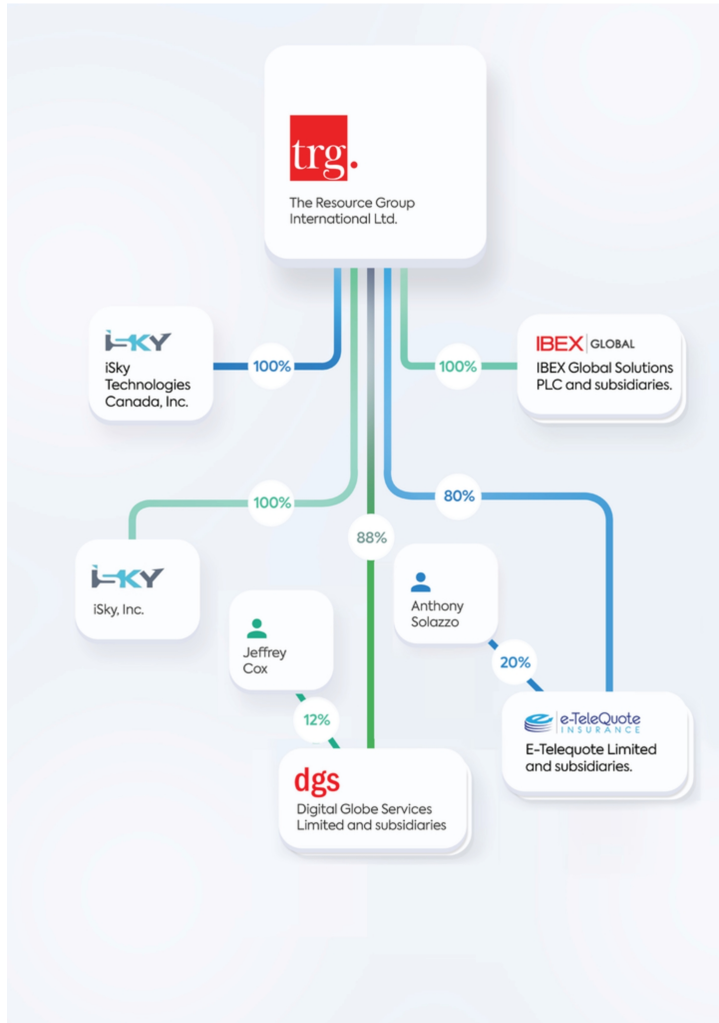 trg.
The Resource Group
International Ltd.
iSKY
iSky
Technologies
Canada, Inc.
100%
100%
IBEX GLOBAL
IBEX Global Solutions
PLC and subsidiaries.
100%
80%
88%
iSKY
iSky, Inc.
Anthony
Solazzo
Jeffrey
Cox
20%
12%
e-TeleQuote
INSURANCE
E-Telequote Limited
and subsidiaries.
dgs
Digital Globe Services
Limited and subsidiaries